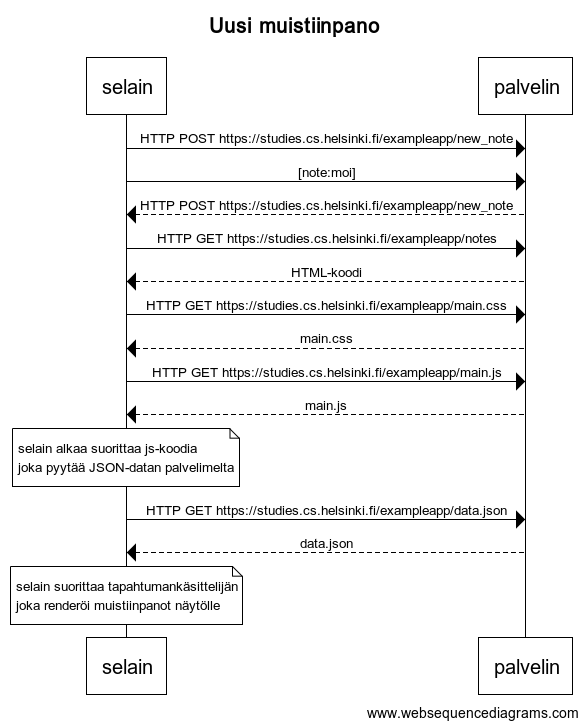 Uusi muistiinpano
selain
palvelin
HTTP POST https://studies.cs.helsinki.fi/exampleapp/new_note
[note:moi]
HTTP POST https://studies.cs.helsinki.fi/exampleapp/new_note
HTTP GET https://studies.cs.helsinki.fi/exampleapp/notes
HTML-koodi
HTTP GET https://studies.cs.helsinki.fi/exampleapp/main.css
main.css
HTTP GET https://studies.cs.helsinki.fi/exampleapp/main.js
main.js
selain alkaa suorittaa js-koodia
joka pyytää JSON-datan palvelimelta
HTTP GET https://studies.cs.helsinki.fi/exampleapp/data.json
data.json
selain suorittaa tapahtumankäsittelijän
joka renderöi muistiinpanot näytölle
selain
palvelin
www.websequencediagrams.com